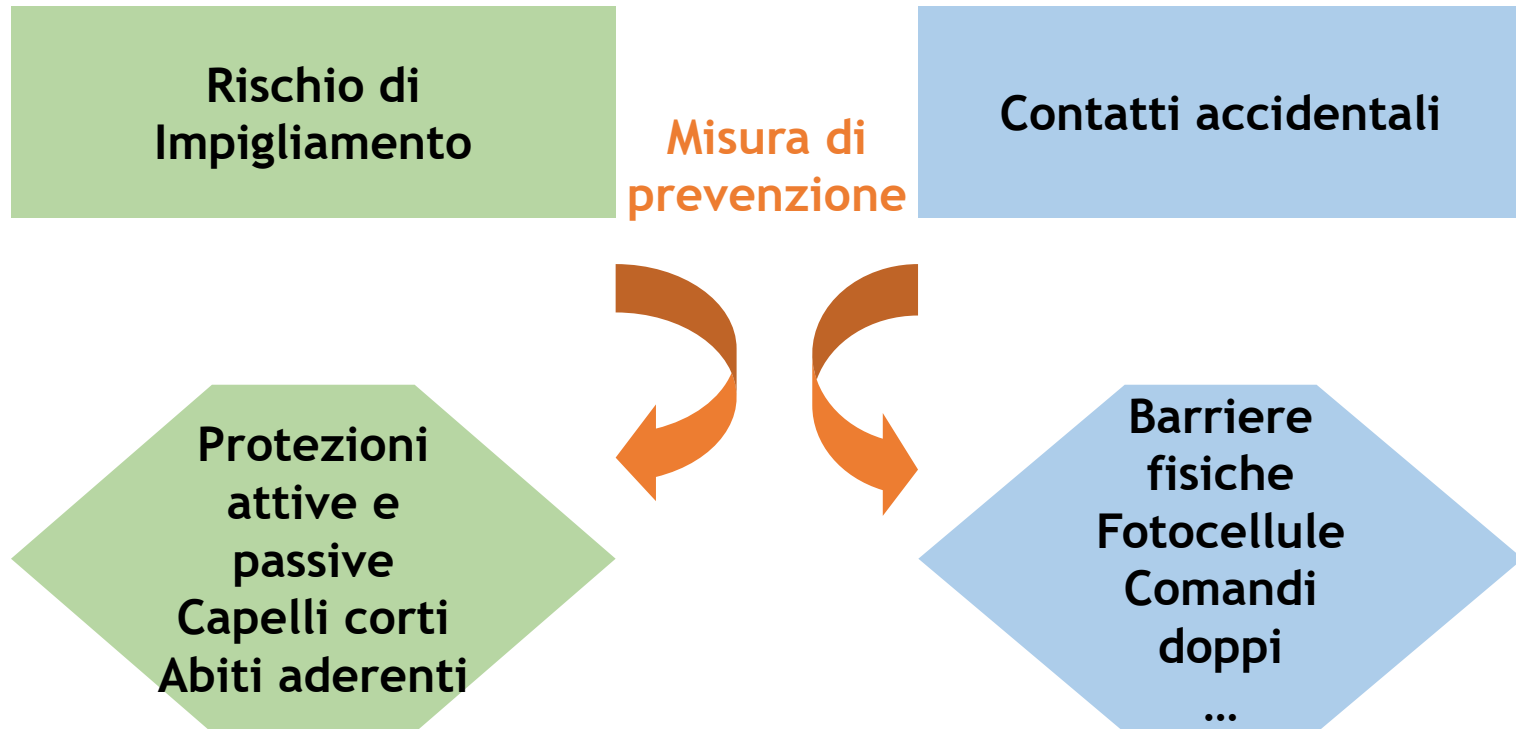 Rischio di
Impigliamento
Misura di
prevenzione
Contatti accidentali
Protezioni
attive e
passive
Capelli corti
Abiti aderenti
Barriere
fisiche
Fotocellule
Comandi
doppi
…